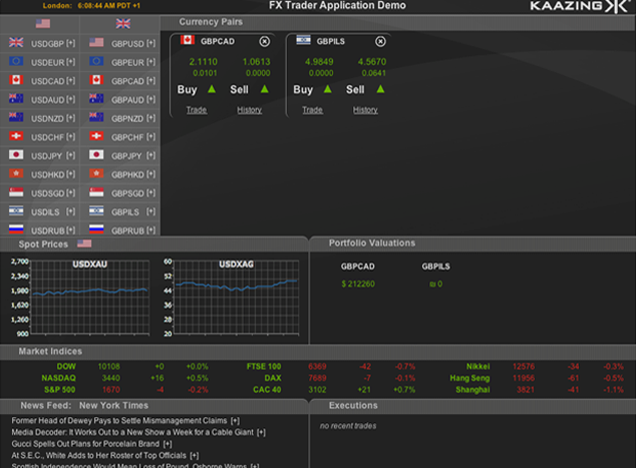 London: 6:08:44 AM PDT +1 FX Trader Application Demo KAAZING
Currency Pairs
USDGBP [+] GBPUSD [+]
USDEUR [+] GBPEUR [+]
USDCAD [+] GBPCAD [+]
USDAUD [+] GBPAUD [+]
USDNZD [+] GBPNZD [+]
USDCHF [+] GBPCHF [+]
USDJPY [+] GBPJPY [+]
USDHKD [+] GBPHKD [+]
USDSGD [+] GBPSGD [+]
USDILS [+] GBPILS [+]
USDRUB [+] GBPRUB [+]
GBPCAD GBPILS
2.1110 1.0613 4.9849 4.5670
0.0101 0.0000 0.0000 0.0641
Buy Sell Buy Sell
Trade History Trade History
Spot Prices
USDXAU
2,700
2,340
1,980
1,620
1,260
900
USDXAG
60
52
44
36
28
20
Portfolio Valuations
GBPCAD GBPILS
$ 212260 ₪ 0
Market Indices
DOW 10108 +0 +0.0% FTSE 100 6369 -42 -0.7% Nikkei 12576 -34 -0.3%
NASDAQ 3440 +16 +0.5% DAX 7669 -7 -0.1% Hang Seng 11956 -61 -0.5%
S&P 500 1670 -4 -0.2% CAC 40 3102 +21 +0.7% Shanghai 3821 -41 -1.1%
News Feed: New York Times
Former Head of Dewey Pays to Settle Mismanagement Claims [+]
Media Decoder: It Works Out to a New Show a Week for a Cable Giant [+]
Gucci Spells Out Plans for Porcelain Brand [+]
At S.E.C., White Adds to Her Roster of Top Officials [+]
Scottish Independence Would Mean Loss of Pound, Osborne Warns [+]
Executions
no recent trades